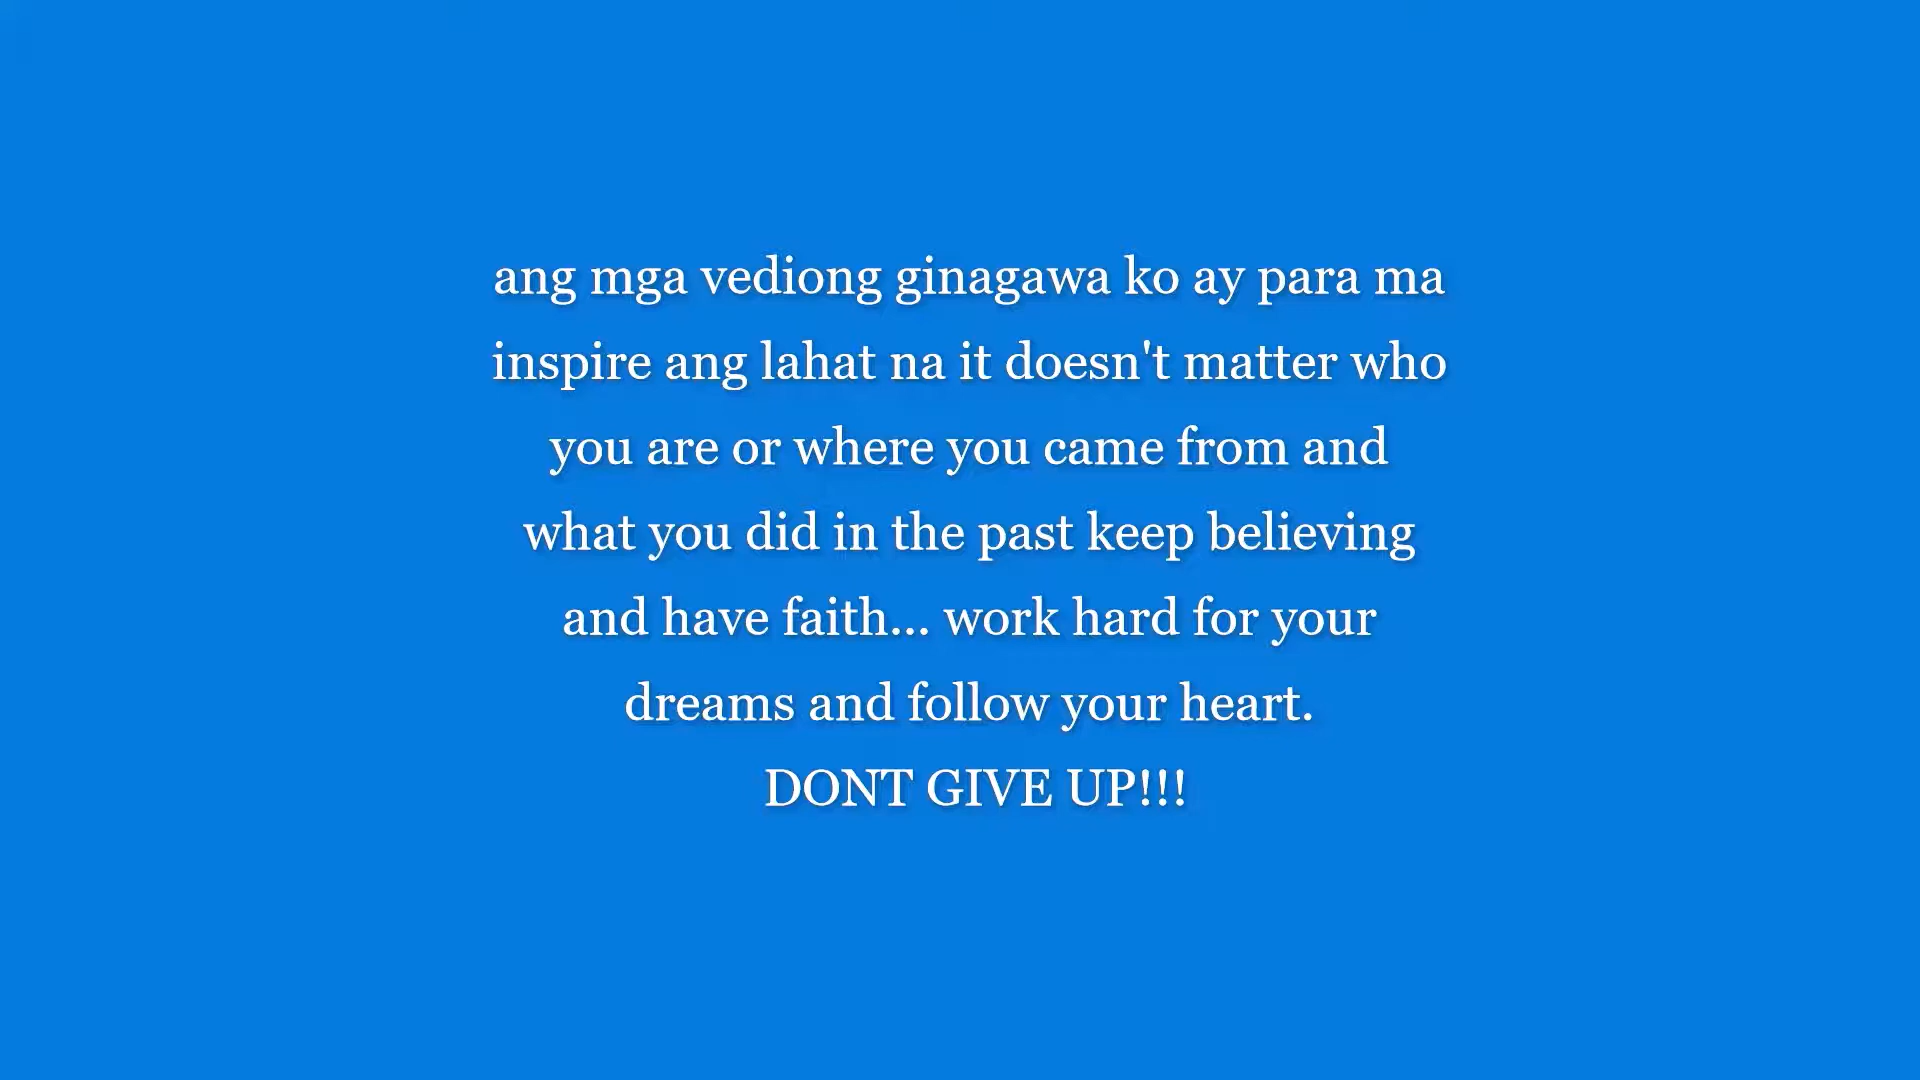 ang mga vediong ginagawa ko ay para ma
inspire ang lahat na it doesn't matter who
you are or where you came from and
what you did in the past keep believing
and have faith... work hard for your
dreams and follow your heart.
DONT GIVE UP!!!